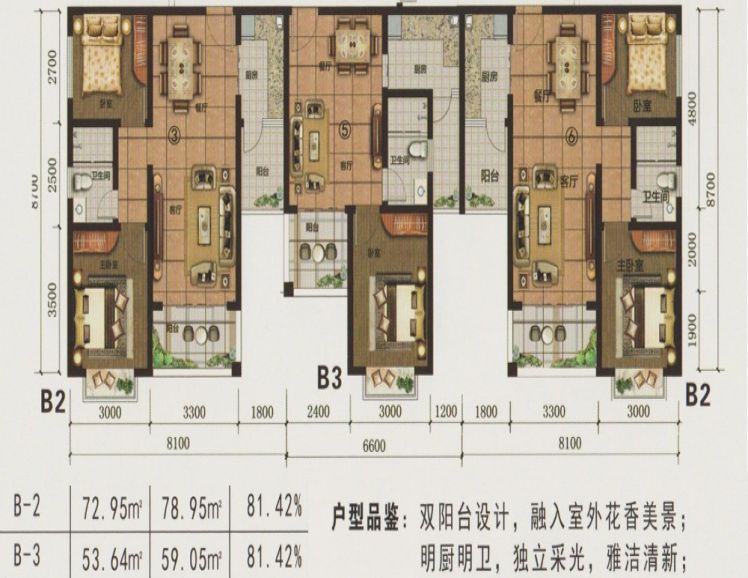 2700
2500
3500
8700
卧室
餐厅
③
卫生间
客厅
主卧室
阳台
厨房
阳台
餐厅
⑤
客厅
厨房
卫生间
阳台
卧室
厨房
阳台
餐厅
⑥
客厅
卧室
卫生间
主卧室
4800
2000
1900
8700
B2
B3
B2
3000 3300 1800 2400 3000 1200 1800 3300 3000
8100 6600 8100
B-2 72.95㎡ 78.95㎡ 81.42%
B-3 53.64㎡ 59.05㎡ 81.42%
户型品鉴：双阳台设计，融入室外花香美景；
明厨明卫，独立采光，雅洁清新；